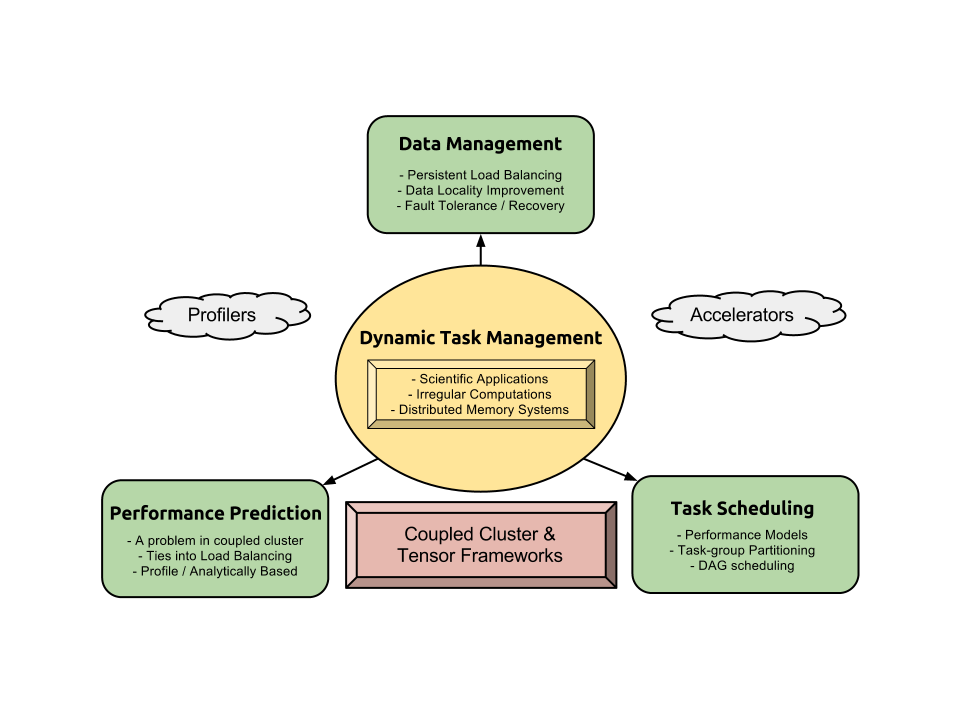 Data Management
- Persistent Load Balancing
- Data Locality Improvement
- Fault Tolerance / Recovery
Profilers
Accelerators
Dynamic Task Management
- Scientific Applications
- Irregular Computations
- Distributed Memory Systems
Performance Prediction
- A problem in coupled cluster
- Ties into Load Balancing
- Profile / Analytically Based
Coupled Cluster &
Tensor Frameworks
Task Scheduling
- Performance Models
- Task-group Partitioning
- DAG scheduling